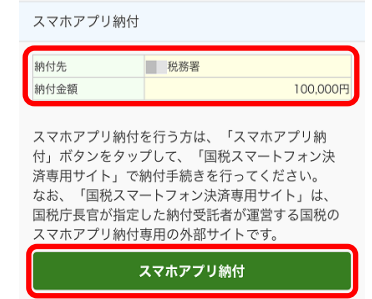 スマホアプリ納付
納付先 税務署
納付金額 100,000円
スマホアプリ納付を行う方は、「スマホアプリ納
付」ボタンをタップして、「国税スマートフォン決
済専用サイト」で納付手続きを行ってください。
なお、「国税スマートフォン決済専用サイト」は、
国税庁長官が指定した納付受託者が運営する国税の
スマホアプリ納付専用の外部サイトです。
スマホアプリ納付